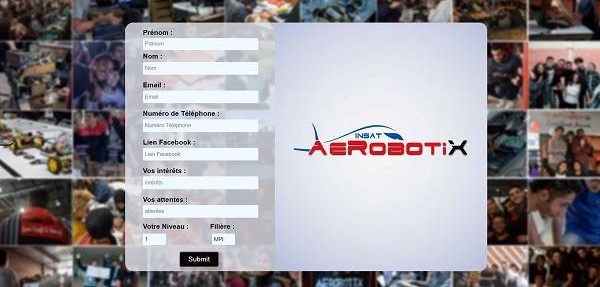 Prénom :
Prénom
Nom :
Nom
Email :
Email
Numéro de Téléphone :
Numéro Téléphone
Lien Facebook :
Lien Facebook
Vos intérêts :
intérêts
Vos attentes :
attentes
Votre Niveau : Filière :
1 MPI
Submit
INSAT
AEROBOTiX
AEROBOTIX